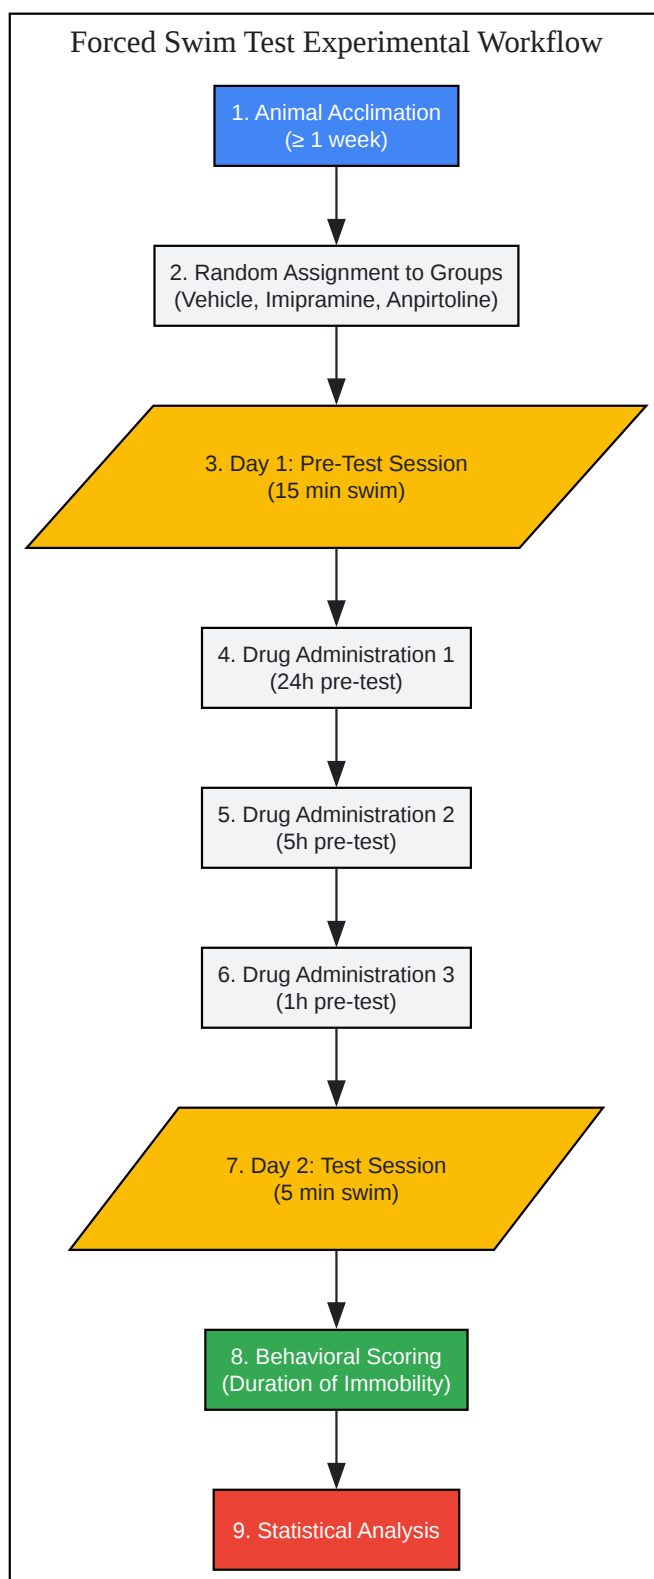 Forced Swim Test Experimental Workflow
1. Animal Acclimation
(≥ 1 week)
2. Random Assignment to Groups
(Vehicle, Imipramine, Anpirtoline)
3. Day 1: Pre-Test Session
(15 min swim)
4. Drug Administration 1
(24h pre-test)
5. Drug Administration 2
(5h pre-test)
6. Drug Administration 3
(1h pre-test)
7. Day 2: Test Session
(5 min swim)
8. Behavioral Scoring
(Duration of Immobility)
9. Statistical Analysis